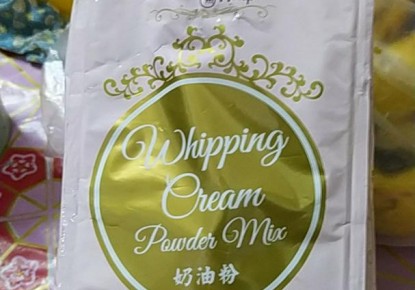 Whipping
Cream
Powder Mix
奶油粉